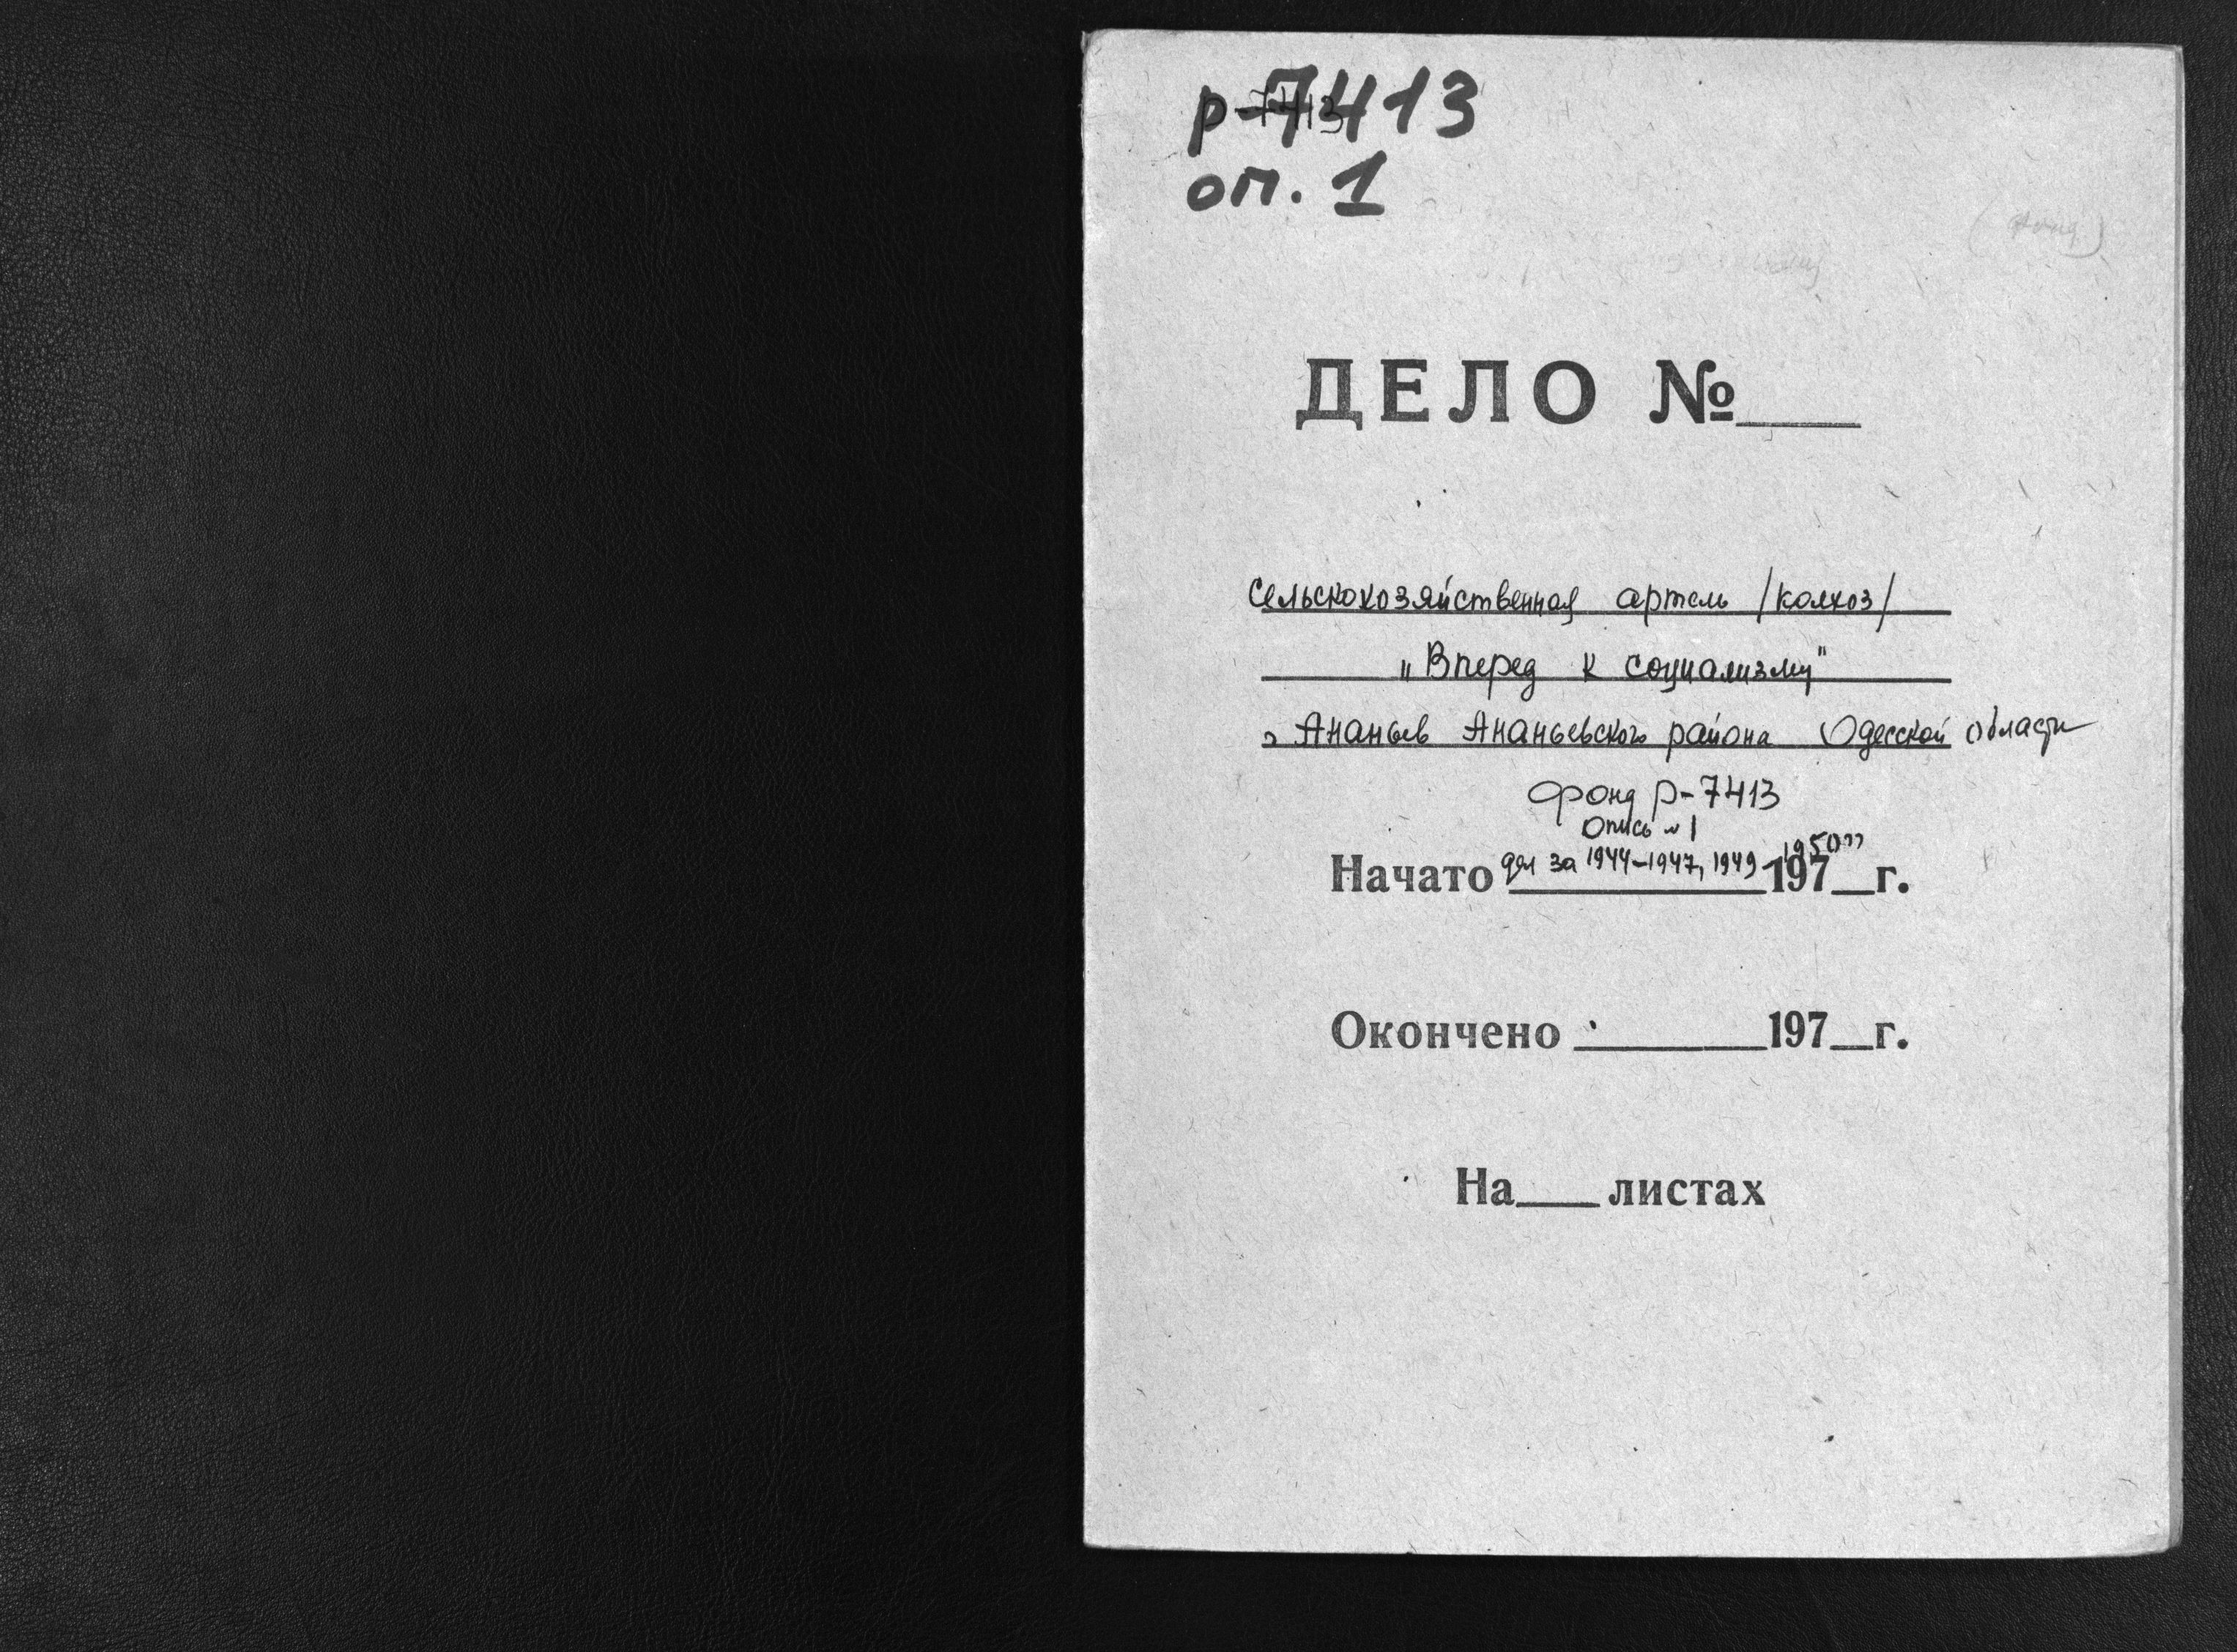 р-7413
оп. 1
ДЕЛО №
Сельскохозяйственная артель /колхоз/
„Вперед к социализму"
г Ананьев Ананьевского района Одесской области
фонд р-7413
Опись №1
Начато дел за 1944-1947, 1949 1950гг 197 г.
Окончено 197 г.
На листах